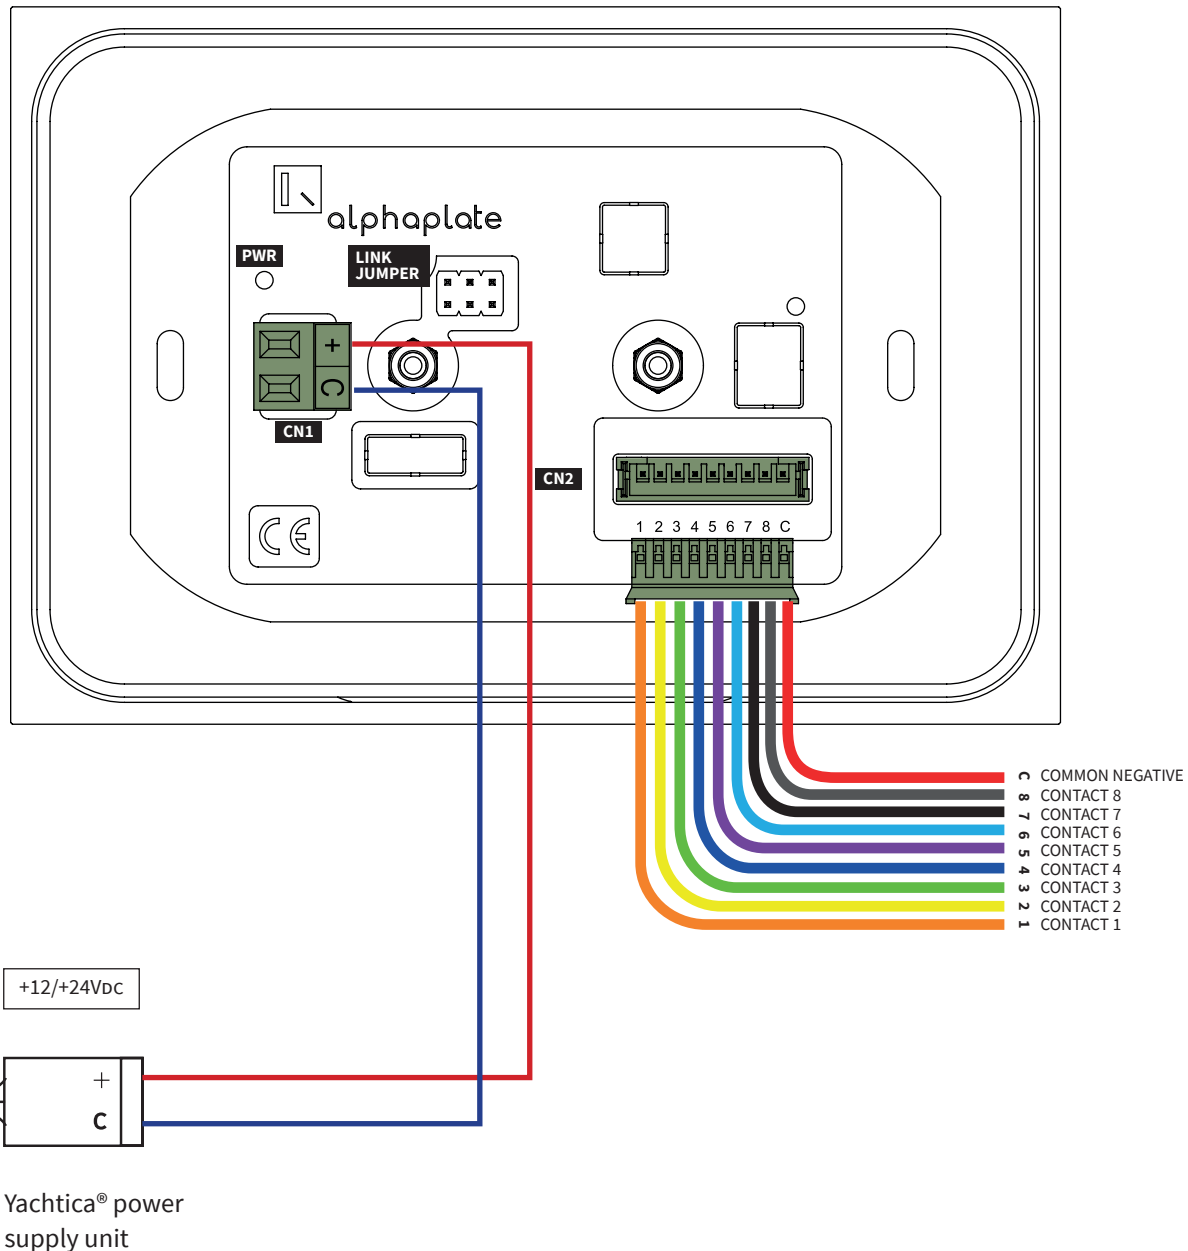 alphaplate
PWR
LINK
JUMPER
+
C
CN1
CN2
1 2 3 4 5 6 7 8 C
CE
C COMMON NEGATIVE
8 CONTACT 8
7 CONTACT 7
6 CONTACT 6
5 CONTACT 5
4 CONTACT 4
3 CONTACT 3
2 CONTACT 2
1 CONTACT 1
+12/+24VDC
+
C
Yachtica® power
supply unit